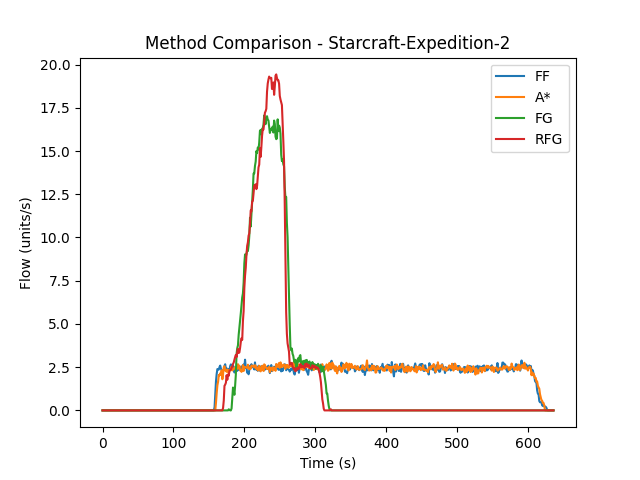 Method Comparison - Starcraft-Expedition-2
20.0
17.5
15.0
12.5
10.0
7.5
5.0
2.5
0.0
Flow (units/s)
FF
A*
FG
RFG
0 100 200 300 400 500 600
Time (s)